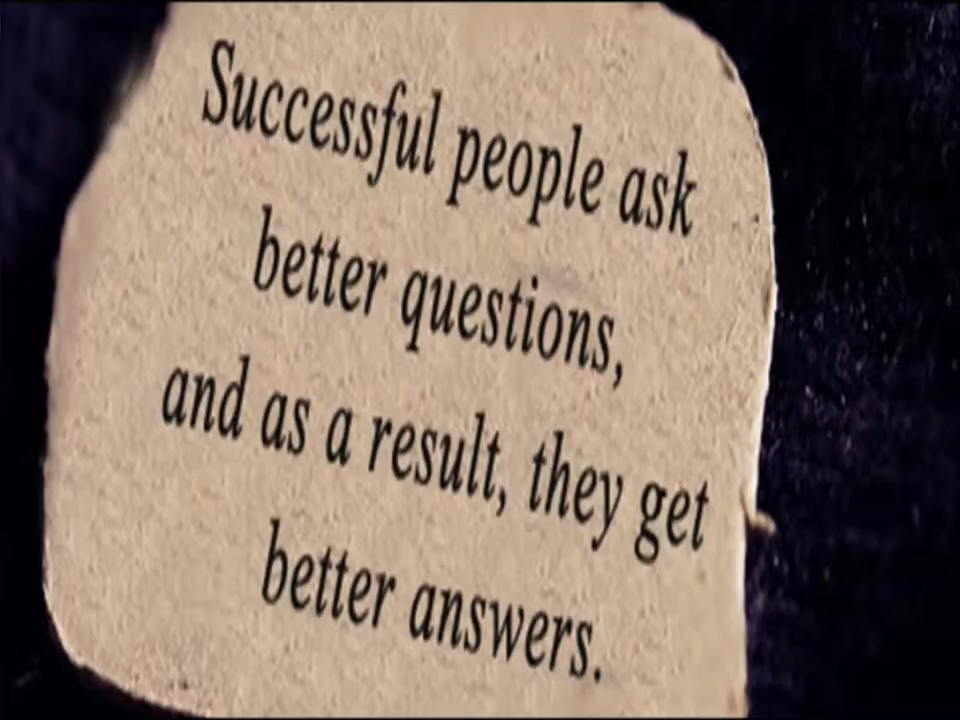 Successful people ask
better questions,
and as a result, they get
better answers.